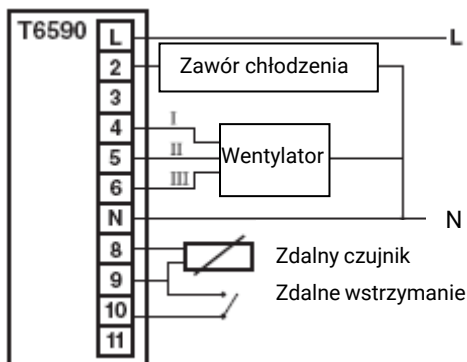 T6590
L L
2 Zawór chłodzenia
3
4 I
5 II Wentylator
6 III
N N
8 Zdalny czujnik
9 Zdalne wstrzymanie
10
11